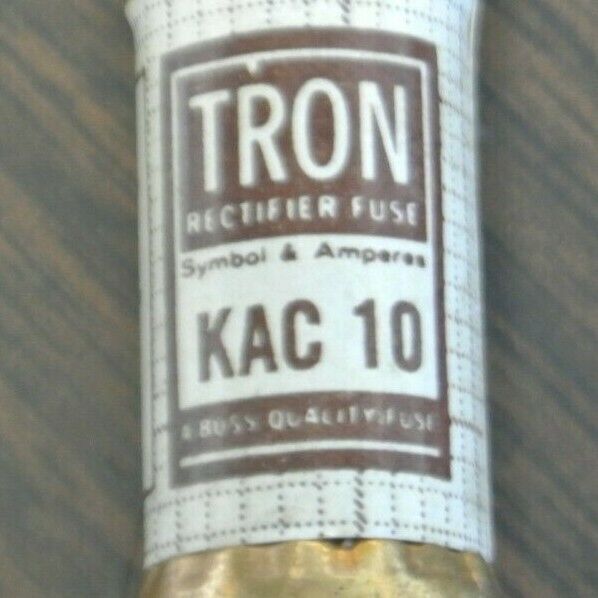 TRON
RECTIFIER FUSE
Symbol & Amperes
KAC 10
A BUSS QUALITY FUSE